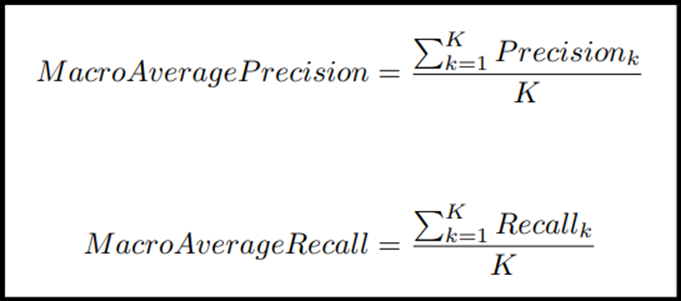 MacroAveragePrecision = \frac{\sum_{k=1}^{K} Precision_k}{K}
MacroAverageRecall = \frac{\sum_{k=1}^{K} Recall_k}{K}